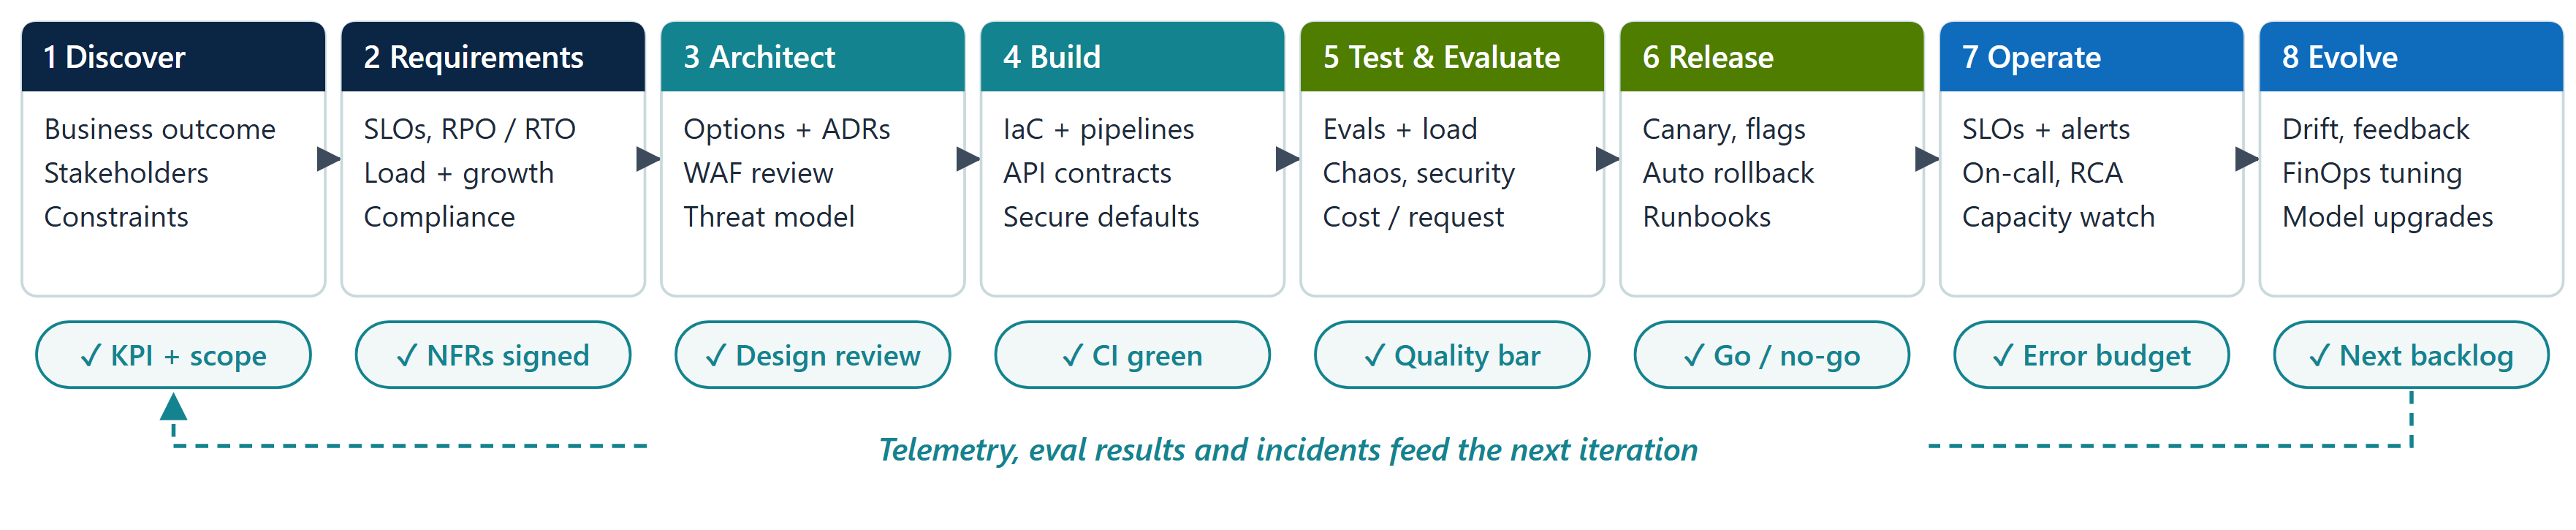 1 Discover
Business outcome
Stakeholders
Constraints
✓ KPI + scope
2 Requirements
SLOs, RPO / RTO
Load + growth
Compliance
✓ NFRs signed
3 Architect
Options + ADRs
WAF review
Threat model
✓ Design review
4 Build
IaC + pipelines
API contracts
Secure defaults
✓ CI green
5 Test & Evaluate
Evals + load
Chaos, security
Cost / request
✓ Quality bar
6 Release
Canary, flags
Auto rollback
Runbooks
✓ Go / no-go
7 Operate
SLOs + alerts
On-call, RCA
Capacity watch
✓ Error budget
8 Evolve
Drift, feedback
FinOps tuning
Model upgrades
✓ Next backlog
Telemetry, eval results and incidents feed the next iteration